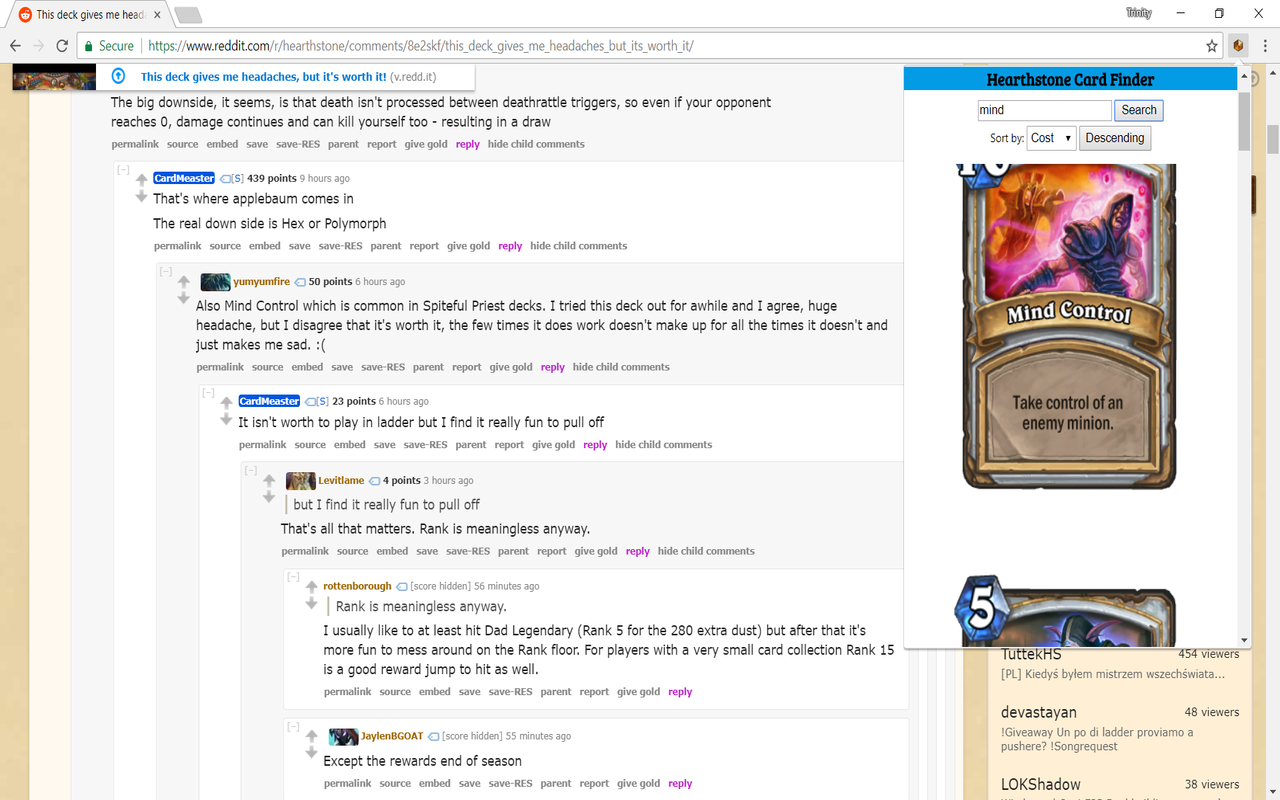 This deck gives me head
Trinity
Secure
https://www.reddit.com/r/hearthstone/comments/8e2skf/this_deck_gives_me_headaches_but_its_worth_it/
This deck gives me headaches, but it's worth it! (v.redd.it)
The big downside, it seems, is that death isn't processed between deathrattle triggers, so even if your opponent
reaches 0, damage continues and can kill yourself too - resulting in a draw
permalink source embed save save-RES parent report give gold reply hide child comments
[-]
CardMeaster [S] 439 points 9 hours ago
That's where applebaum comes in
The real down side is Hex or Polymorph
permalink source embed save save-RES parent report give gold reply hide child comments
[-]
yumyumfire 50 points 6 hours ago
Also Mind Control which is common in Spiteful Priest decks. I tried this deck out for awhile and I agree, huge
headache, but I disagree that it's worth it, the few times it does work doesn't make up for all the times it doesn't and
just makes me sad. :(
permalink source embed save save-RES parent report give gold reply hide child comments
[-]
CardMeaster [S] 23 points 6 hours ago
It isn't worth to play in ladder but I find it really fun to pull off
permalink source embed save save-RES parent report give gold reply hide child comments
[-]
Levitlame 4 points 3 hours ago
but I find it really fun to pull off
That's all that matters. Rank is meaningless anyway.
permalink source embed save save-RES parent report give gold reply hide child comments
[-]
rottenborough [score hidden] 56 minutes ago
Rank is meaningless anyway.
I usually like to at least hit Dad Legendary (Rank 5 for the 280 extra dust) but after that it's
more fun to mess around on the Rank floor. For players with a very small card collection Rank 15
is a good reward jump to hit as well.
permalink source embed save save-RES parent report give gold reply
[-]
JaylenBGOAT [score hidden] 55 minutes ago
Except the rewards end of season
permalink source embed save save-RES parent report give gold reply
Hearthstone Card Finder
mind Search
Sort by: Cost Descending
Mind Control
Take control of an
enemy minion.
5
TuttekHS 454 viewers
[PL] Kiedyś byłem mistrzem wszechświata...
devastayan 48 viewers
!Giveaway Un po di ladder proviamo a
pushere? !Songrequest
LOKShadow 38 viewers